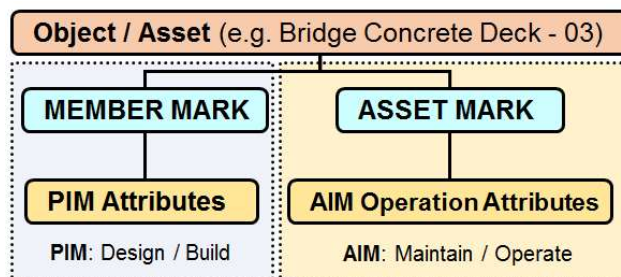 Object / Asset (e.g. Bridge Concrete Deck - 03)
MEMBER MARK
ASSET MARK
PIM Attributes
AIM Operation Attributes
PIM: Design / Build
AIM: Maintain / Operate